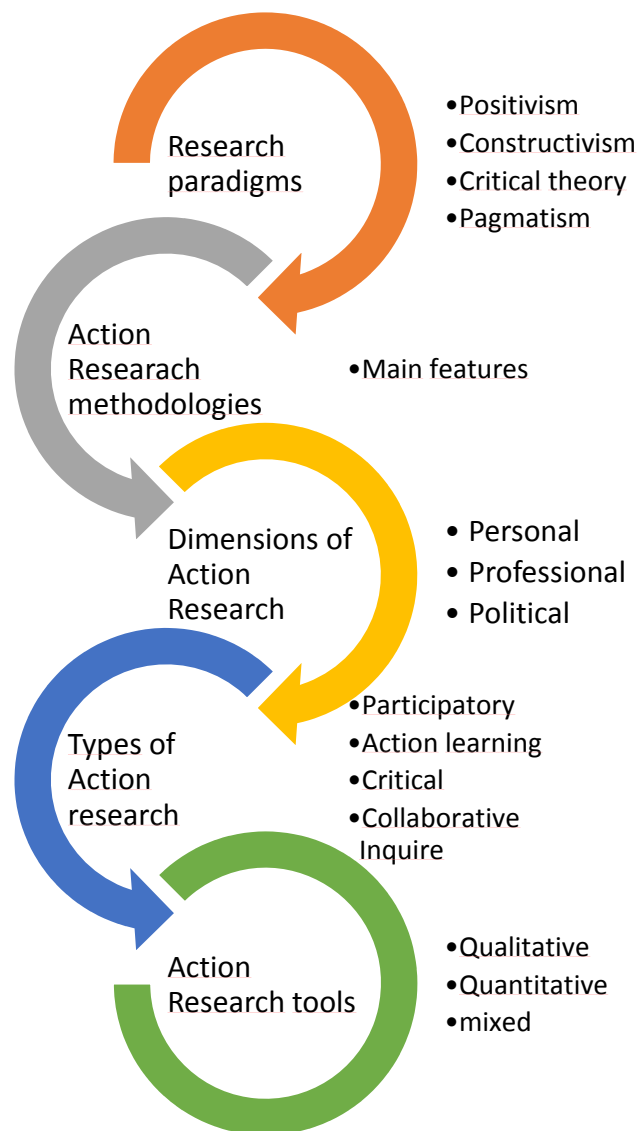 Research
paradigms
•Positivism
•Constructivism
•Critical theory
•Pagmatism
Action
Researach
methodologies
•Main features
Dimensions of
Action
Research
• Personal
• Professional
• Political
Types of
Action
research
•Participatory
•Action learning
•Critical
•Collaborative
Inquire
Action
Research tools
•Qualitative
•Quantitative
•mixed